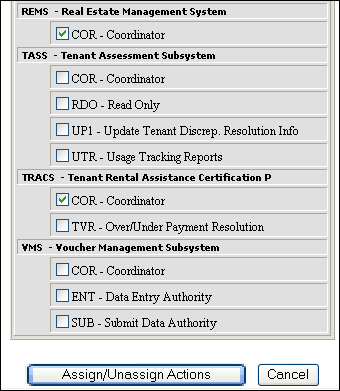 REMS - Real Estate Management System
COR - Coordinator
TASS - Tenant Assessment Subsystem
COR - Coordinator
RDO - Read Only
UP1 - Update Tenant Discrep. Resolution Info
UTR - Usage Tracking Reports
TRACS - Tenant Rental Assistance Certification P
COR - Coordinator
TVR - Over/Under Payment Resolution
VMS - Voucher Management Subsystem
COR - Coordinator
ENT - Data Entry Authority
SUB - Submit Data Authority
Assign/Unassign Actions Cancel